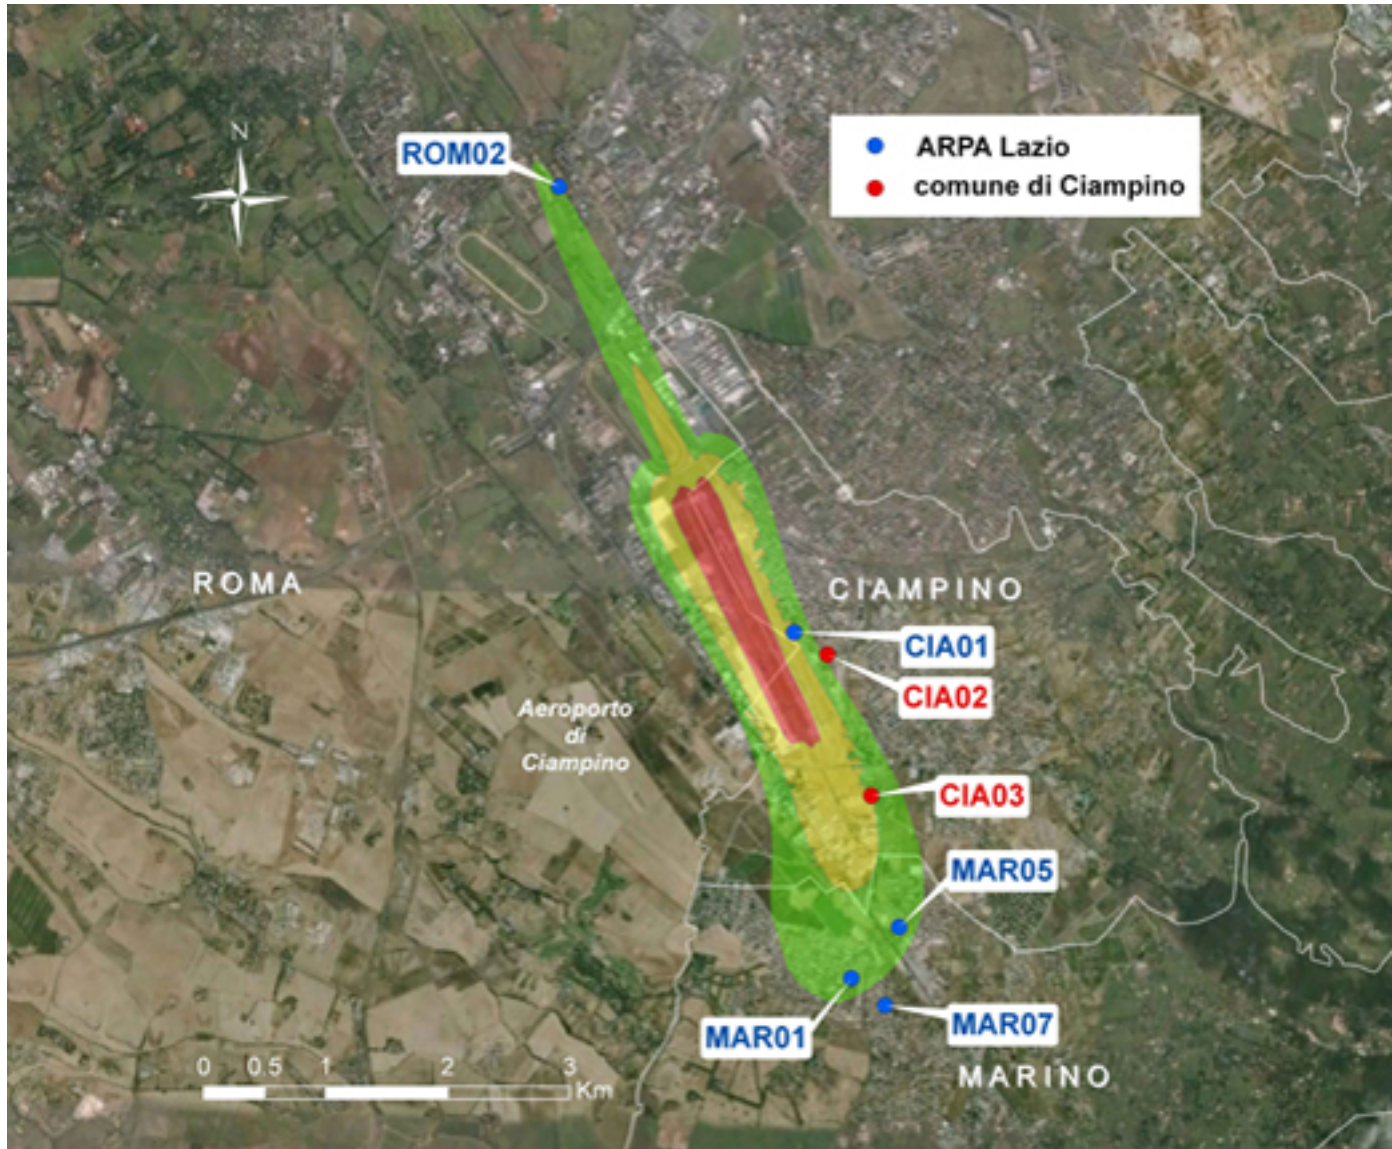 N
ROM02
ARPA Lazio
comune di Ciampino
ROMA
CIAMPINO
CIA01
CIA02
Aeroporto
di
Ciampino
CIA03
MAR05
MAR01
MAR07
MARINO
0 0.5 1 2 3
Km